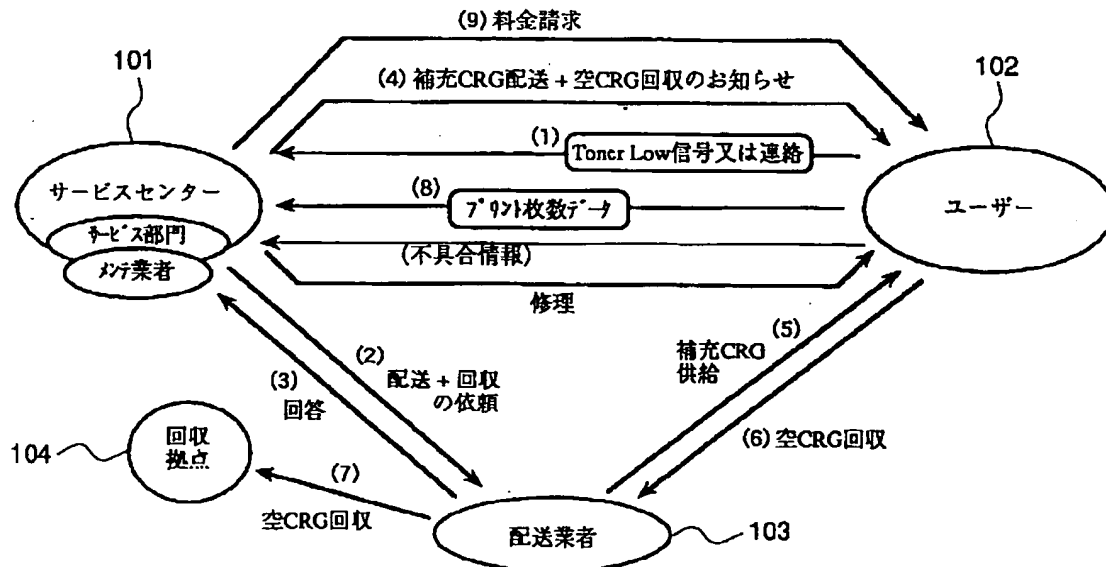 (9) 料金請求
101
(4) 補充CRG配送 + 空CRG回収のお知らせ
102
(1)
Toner Low信号又は連絡
サービスセンター
(8)
プリント枚数データ
ユーザー
サービス部門
(不具合情報)
メンテ業者
修理
(2)
配送 + 回収
の依頼
(3)
回答
(5)
補充CRG
供給
(6) 空CRG回収
104
回収
拠点
(7)
空CRG回収
配送業者
103